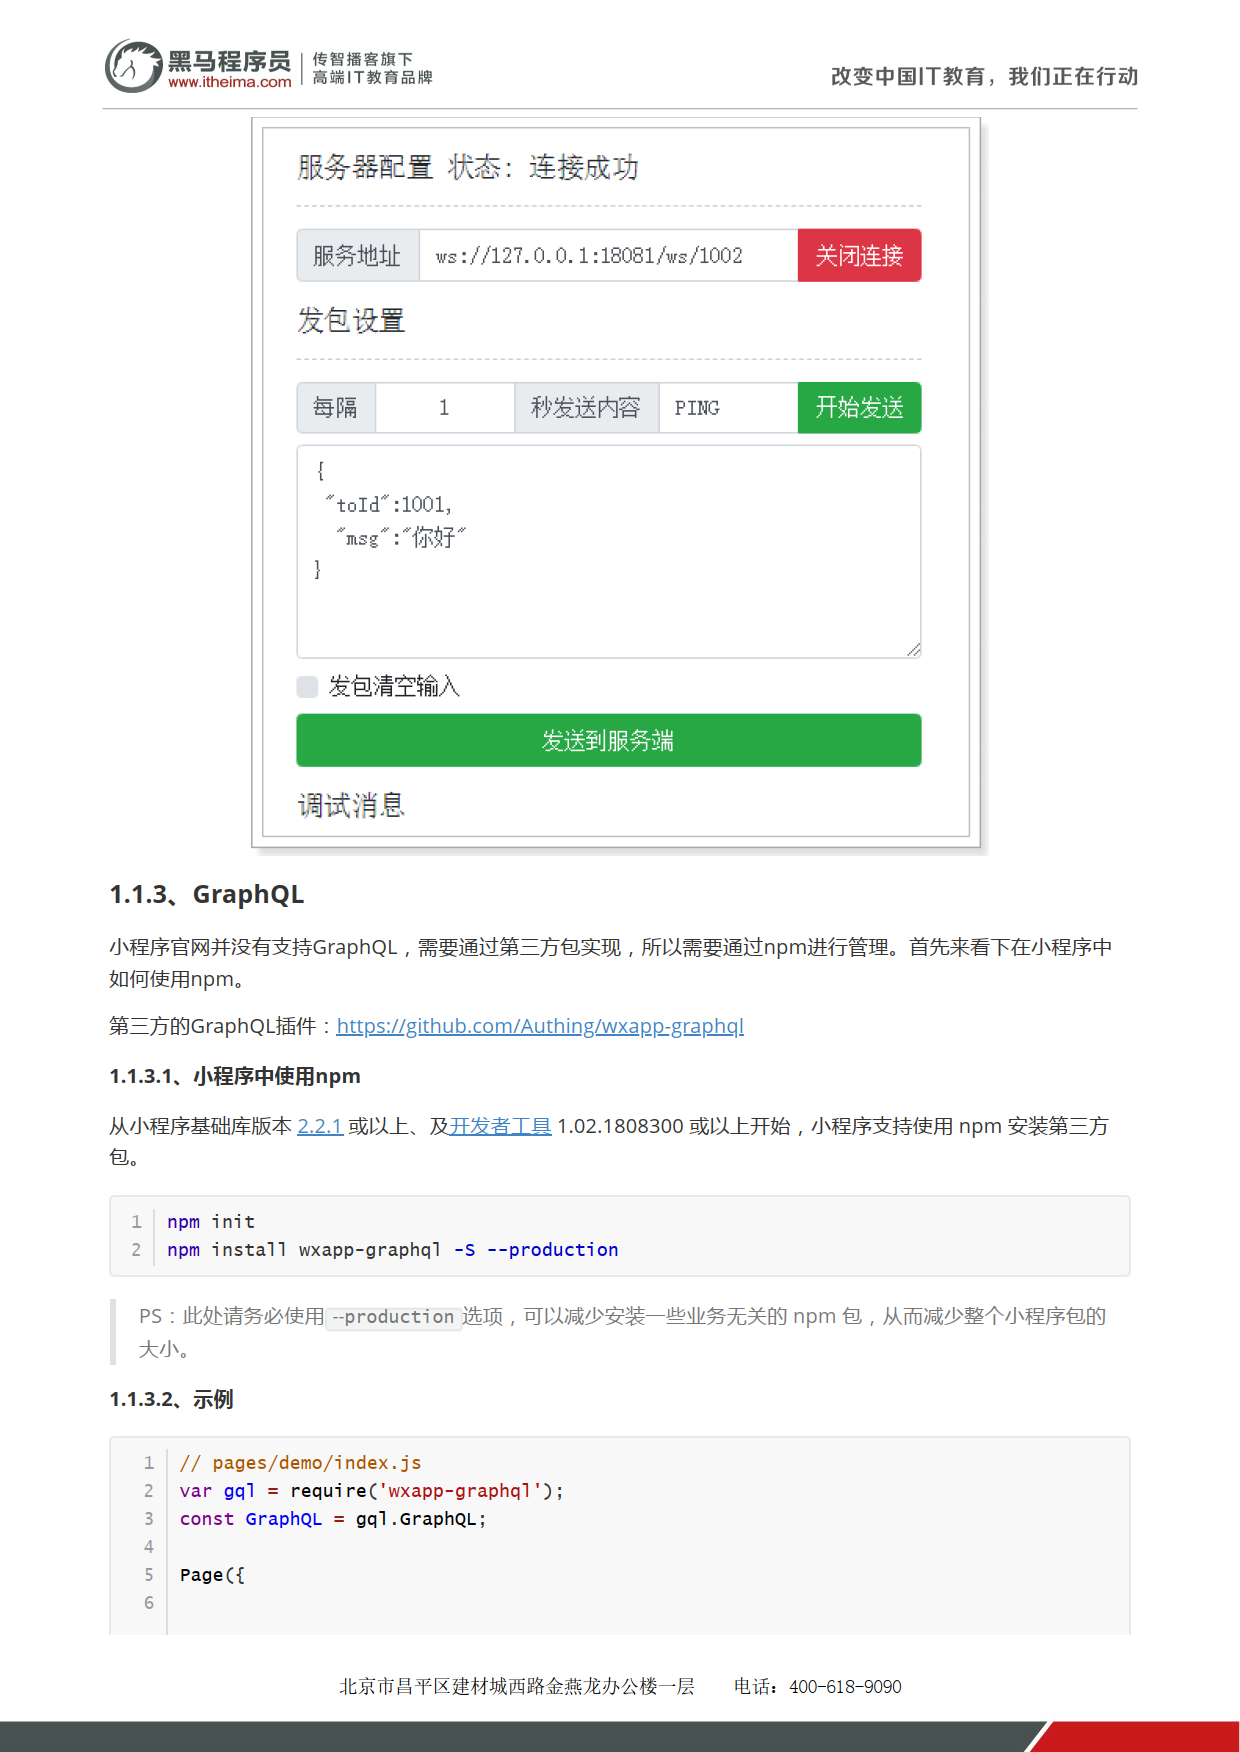 黑马程序员
www.itheima.com
传智播客旗下
高端IT教育品牌
改变中国IT教育，我们正在行动
服务器配置 状态：连接成功
服务地址 ws://127.0.0.1:18081/ws/1002 关闭连接
发包设置
每隔 1 秒发送内容 PING 开始发送
{
"toId":1001,
"msg":"你好"
}
发包清空输入
发送到服务端
调试消息
1.1.3、GraphQL
小程序官网并没有支持GraphQL，需要通过第三方包实现，所以需要通过npm进行管理。首先来看下在小程序中
如何使用npm。
第三方的GraphQL插件：https://github.com/Authing/wxapp-graphql
1.1.3.1、小程序中使用npm
从小程序基础库版本 2.2.1 或以上、及开发者工具 1.02.1808300 或以上开始，小程序支持使用 npm 安装第三方
包。
1 npm init
2 npm install wxapp-graphql -S --production
PS：此处请务必使用--production选项，可以减少安装一些业务无关的 npm 包，从而减少整个小程序包的
大小。
1.1.3.2、示例
1 // pages/demo/index.js
2 var gql = require('wxapp-graphql');
3 const GraphQL = gql.GraphQL;
4
5 Page({
6
北京市昌平区建材城西路金燕龙办公楼一层 电话：400-618-9090